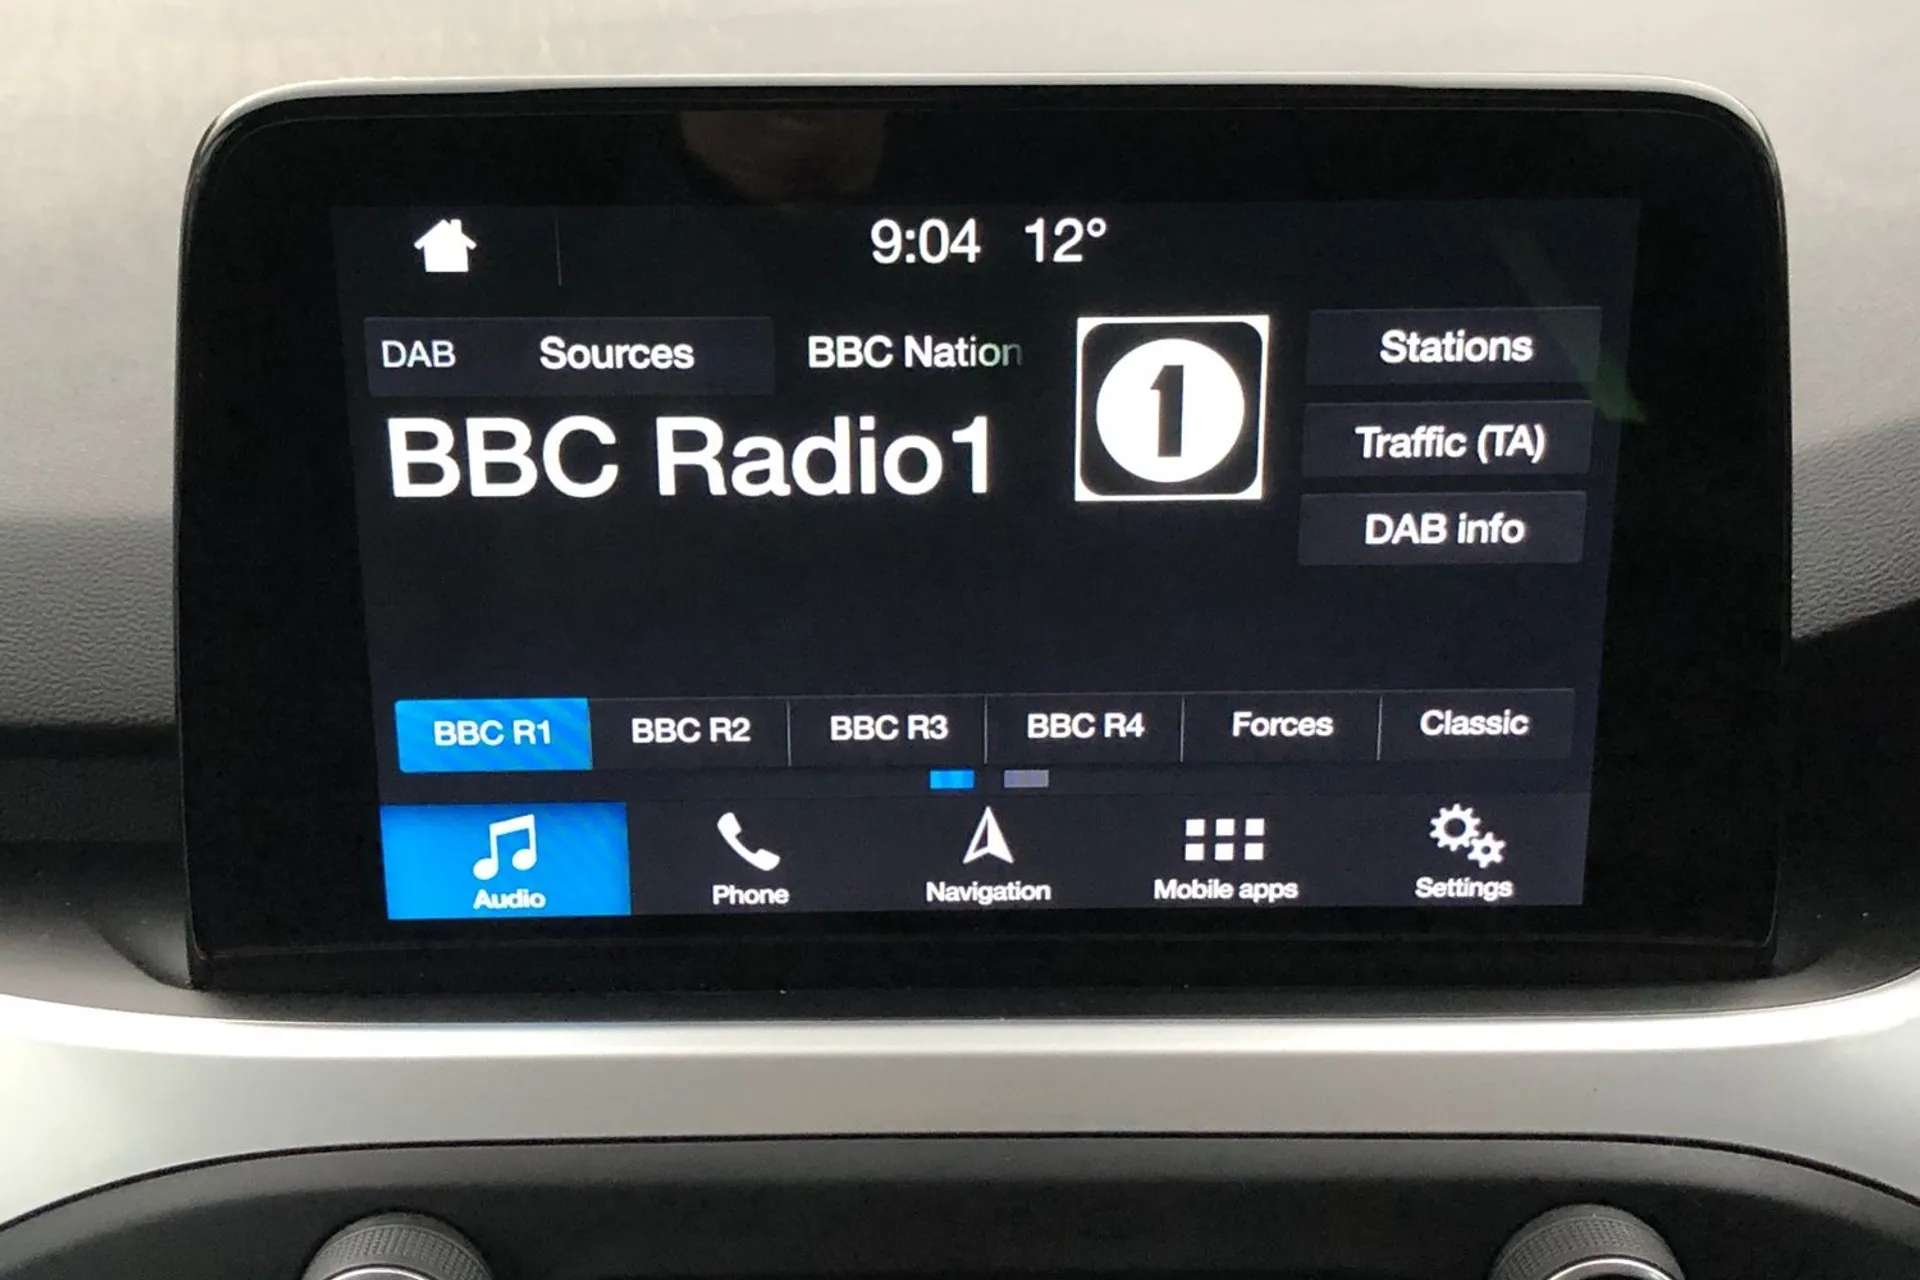 9:04 12°
DAB Sources BBC Nation
BBC Radio1
1
Stations
Traffic (TA)
DAB info
BBC R1 BBC R2 BBC R3 BBC R4 Forces Classic
Audio Phone Navigation Mobile apps Settings